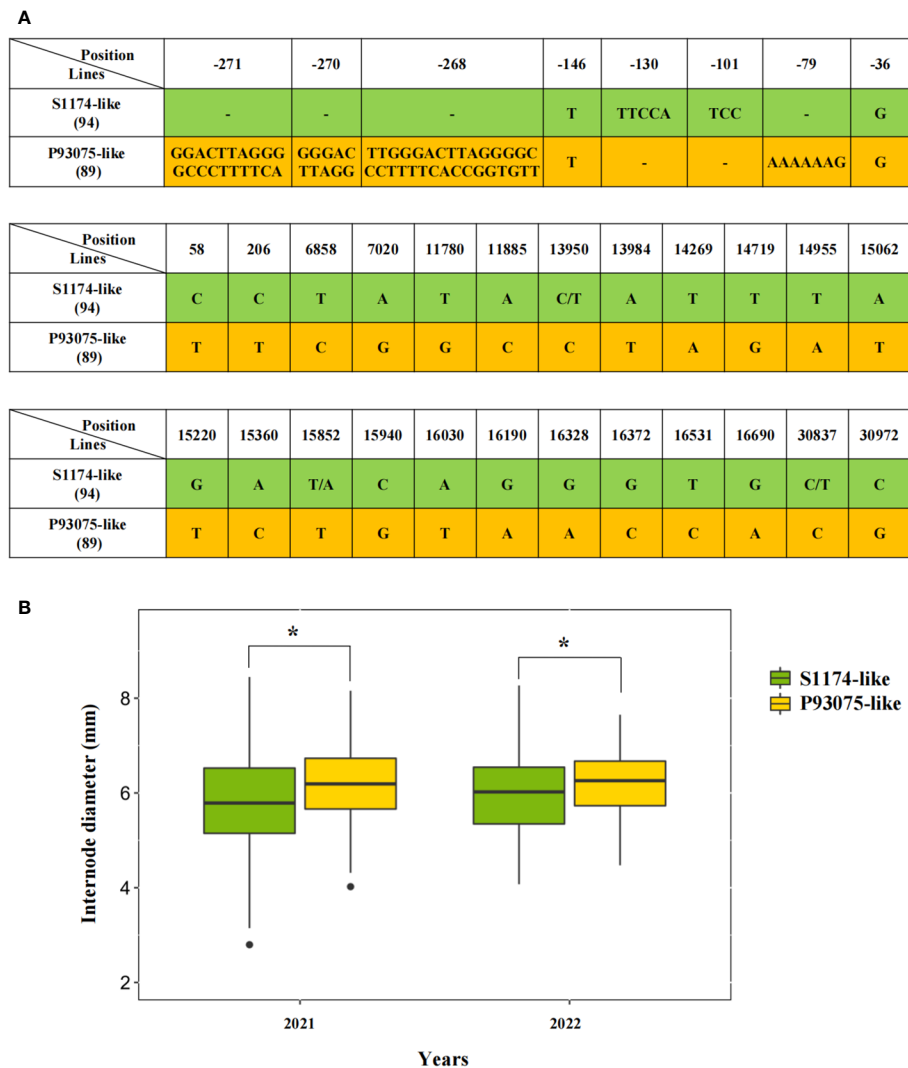 A
Position -271 -270 -268 -146 -130 -101 -79 -36
Lines
S1174-like - - - T TTCCA TCC - G
(94)
P93075-like GGACTTAGGG GGGAC TTGGGACTTAGGGGC T - - AAAAAAG G
(89) GCCCTTTTCA TTAGG CCTTTTCACCGGTGTT
Position 58 206 6858 7020 11780 11885 13950 13984 14269 14719 14955 15062
Lines
S1174-like C C T A T A C/T A T T T A
(94)
P93075-like T T C G G C C T A G A T
(89)
Position 15220 15360 15852 15940 16030 16190 16328 16372 16531 16690 30837 30972
Lines
S1174-like G A T/A C A G G G T G C/T C
(94)
P93075-like T C T G T A A C C A C G
(89)
B
* *
S1174-like
P93075-like
Internode diameter (mm)
8
6
4
2
2021 2022
Years